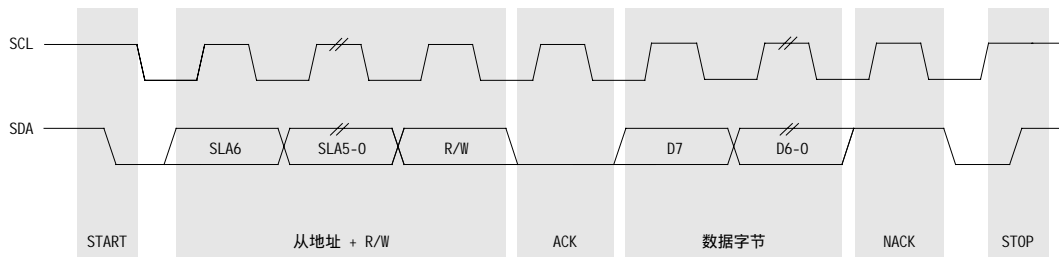 SCL
SDA
SLA6 SLA5-0 R/W D7 D6-0
START 从地址 + R/W ACK 数据字节 NACK STOP